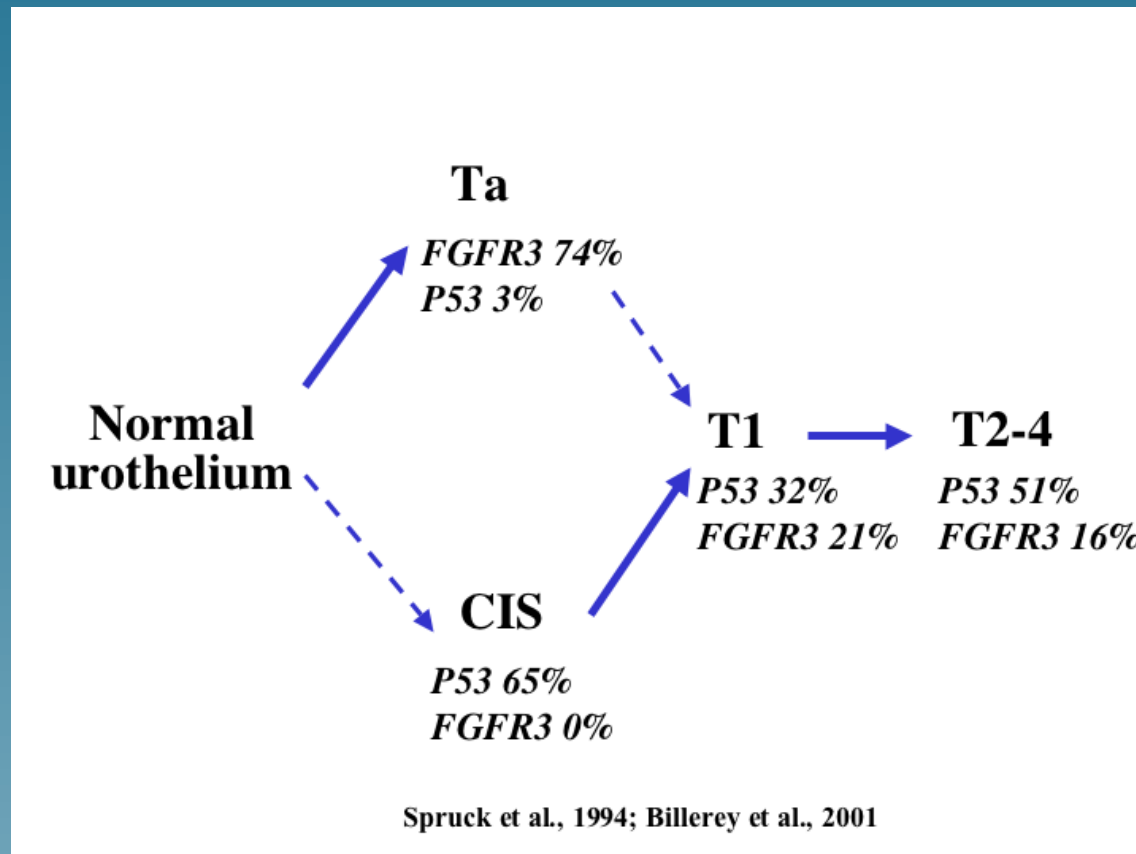 Ta
FGFR3 74%
P53 3%
Normal
urothelium
T1
P53 32%
FGFR3 21%
T2-4
P53 51%
FGFR3 16%
CIS
P53 65%
FGFR3 0%
Spruck et al., 1994; Billerey et al., 2001